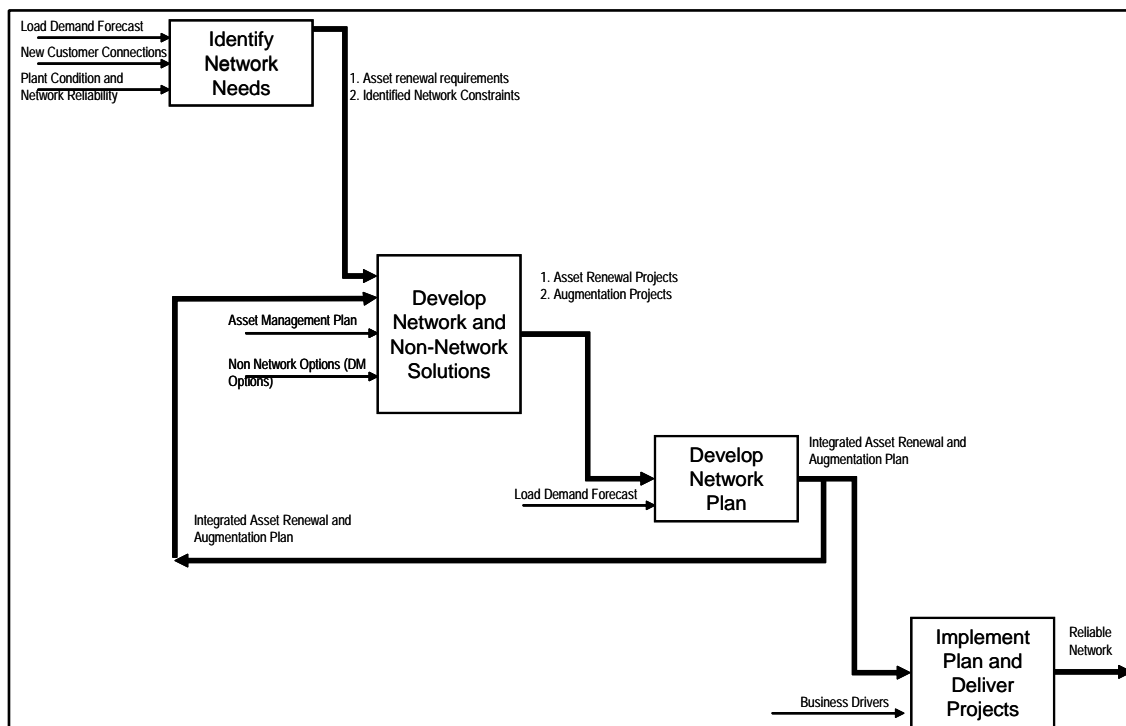 Load Demand Forecast
New Customer Connections
Plant Condition and
Network Reliability
Identify
Network
Needs
1. Asset renewal requirements
2. Identified Network Constraints
Asset Management Plan
Non Network Options (DM
Options)
Develop
Network and
Non-Network
Solutions
1. Asset Renewal Projects
2. Augmentation Projects
Load Demand Forecast
Develop
Network
Plan
Integrated Asset Renewal and
Augmentation Plan
Integrated Asset Renewal and
Augmentation Plan
Business Drivers
Implement
Plan and
Deliver
Projects
Reliable
Network